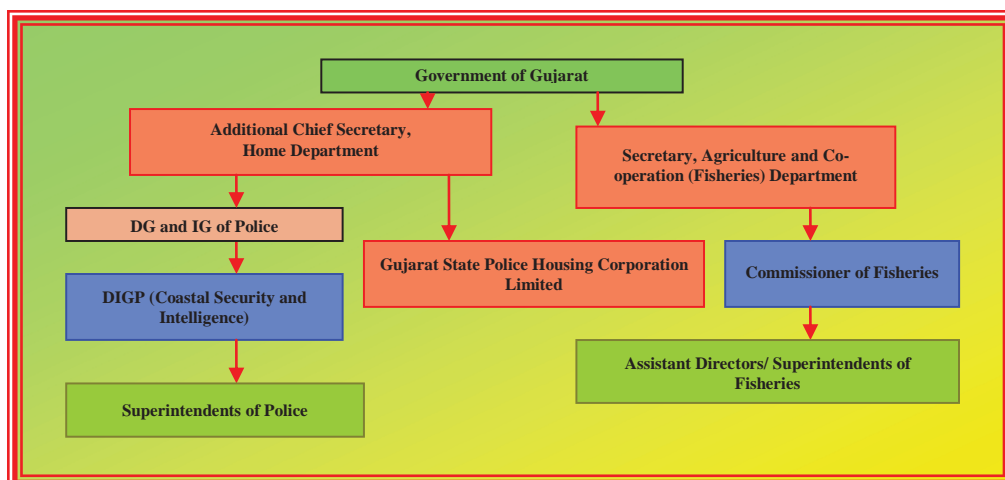 Government of Gujarat
Additional Chief Secretary,
Home Department
Secretary, Agriculture and Co-
operation (Fisheries) Department
DG and IG of Police
Gujarat State Police Housing Corporation
Limited
Commissioner of Fisheries
DIGP (Coastal Security and
Intelligence)
Assistant Directors/ Superintendents of
Fisheries
Superintendents of Police